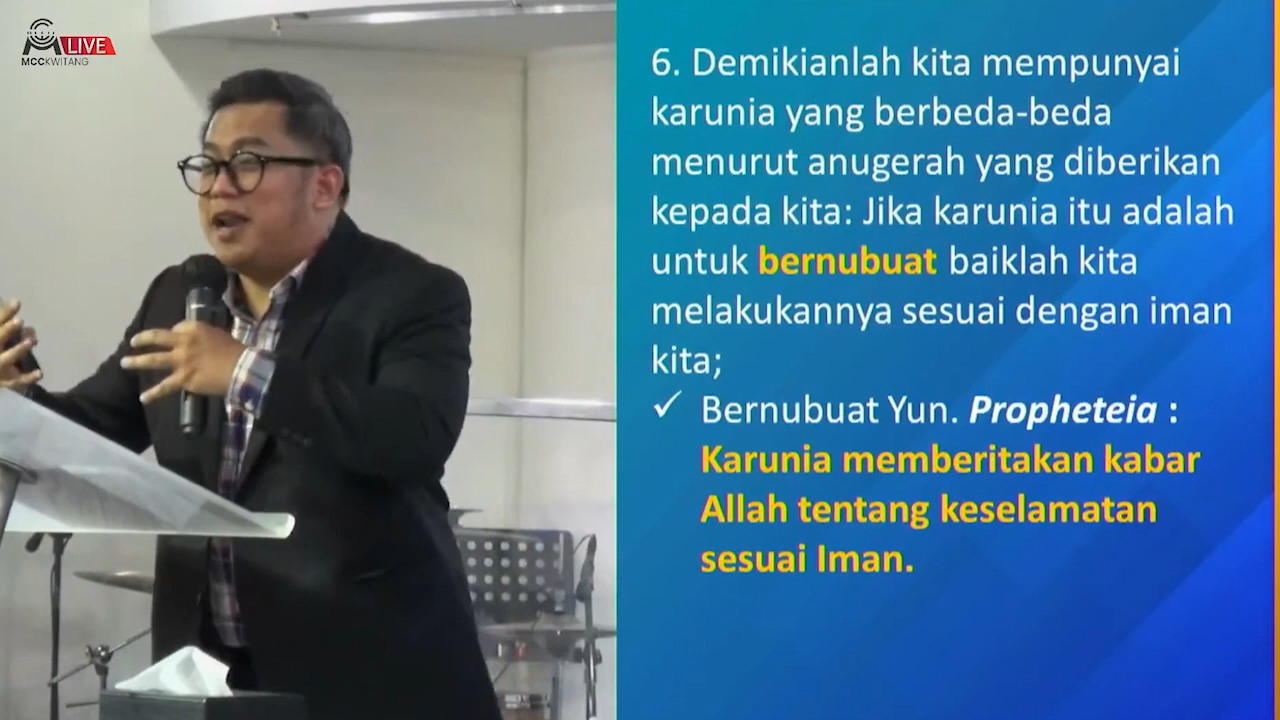 LIVE
MCCKWITANG
6. Demikianlah kita mempunyai
karunia yang berbeda-beda
menurut anugerah yang diberikan
kepada kita: Jika karunia itu adalah
untuk bernubuat baiklah kita
melakukannya sesuai dengan iman
kita;
✓ Bernubuat Yun. Propheteia :
Karunia memberitakan kabar
Allah tentang keselamatan
sesuai Iman.